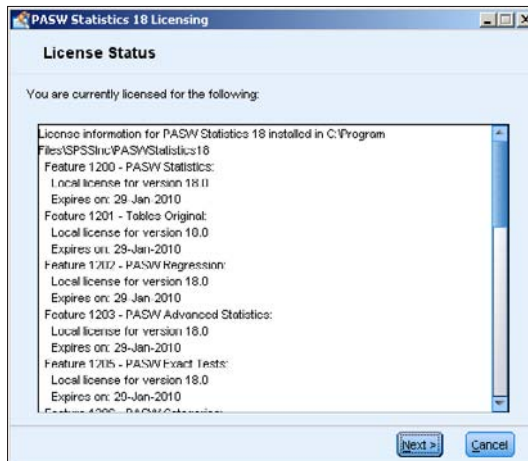 PASW Statistics 18 Licensing
License Status
You are currently licensed for the following:
License information for PASW Statistics 18 installed in C:\Program
Files\SPSSInc\PASWStatistics18
Feature 1200 - PASW Statistics:
Local license for version 18.0
Expires on: 29-Jan-2010
Feature 1201 - Tables Original:
Local license for version 18.0
Expires on: 29-Jan-2010
Feature 1202 - PASW Regression:
Local license for version 18.0
Expires on: 29-Jan-2010
Feature 1203 - PASW Advanced Statistics:
Local license for version 18.0
Expires on: 29-Jan-2010
Feature 1205 - PASW Exact Tests:
Local license for version 18.0
Expires on: 29-Jan-2010
Feature 1206 - PASW Categories:
Next >
Cancel